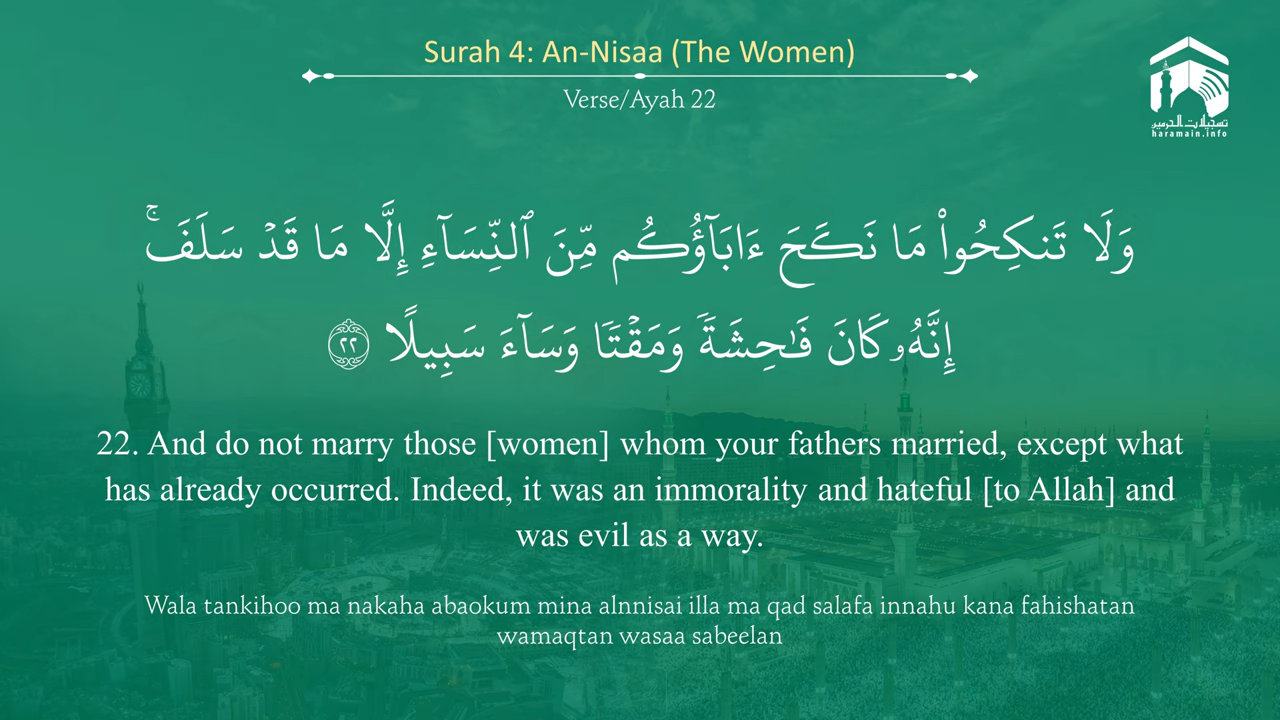 Surah 4: An-Nisaa (The Women)
Verse/Ayah 22
تسجيلات الحرمين
haramain.info
وَلَا تَنكِحُوا۟ مَا نَكَحَ ءَابَآؤُكُم مِّنَ ٱلنِّسَآءِ إِلَّا مَا قَدۡ سَلَفَۚ
إِنَّهُۥ كَانَ فَٰحِشَةٗ وَمَقۡتٗا وَسَآءَ سَبِيلًا ٢٢
22. And do not marry those [women] whom your fathers married, except what
has already occurred. Indeed, it was an immorality and hateful [to Allah] and
was evil as a way.
Wala tankihoo ma nakaha abaokum mina alnnisai illa ma qad salafa innahu kana fahishatan
wamaqtan wasaa sabeelan